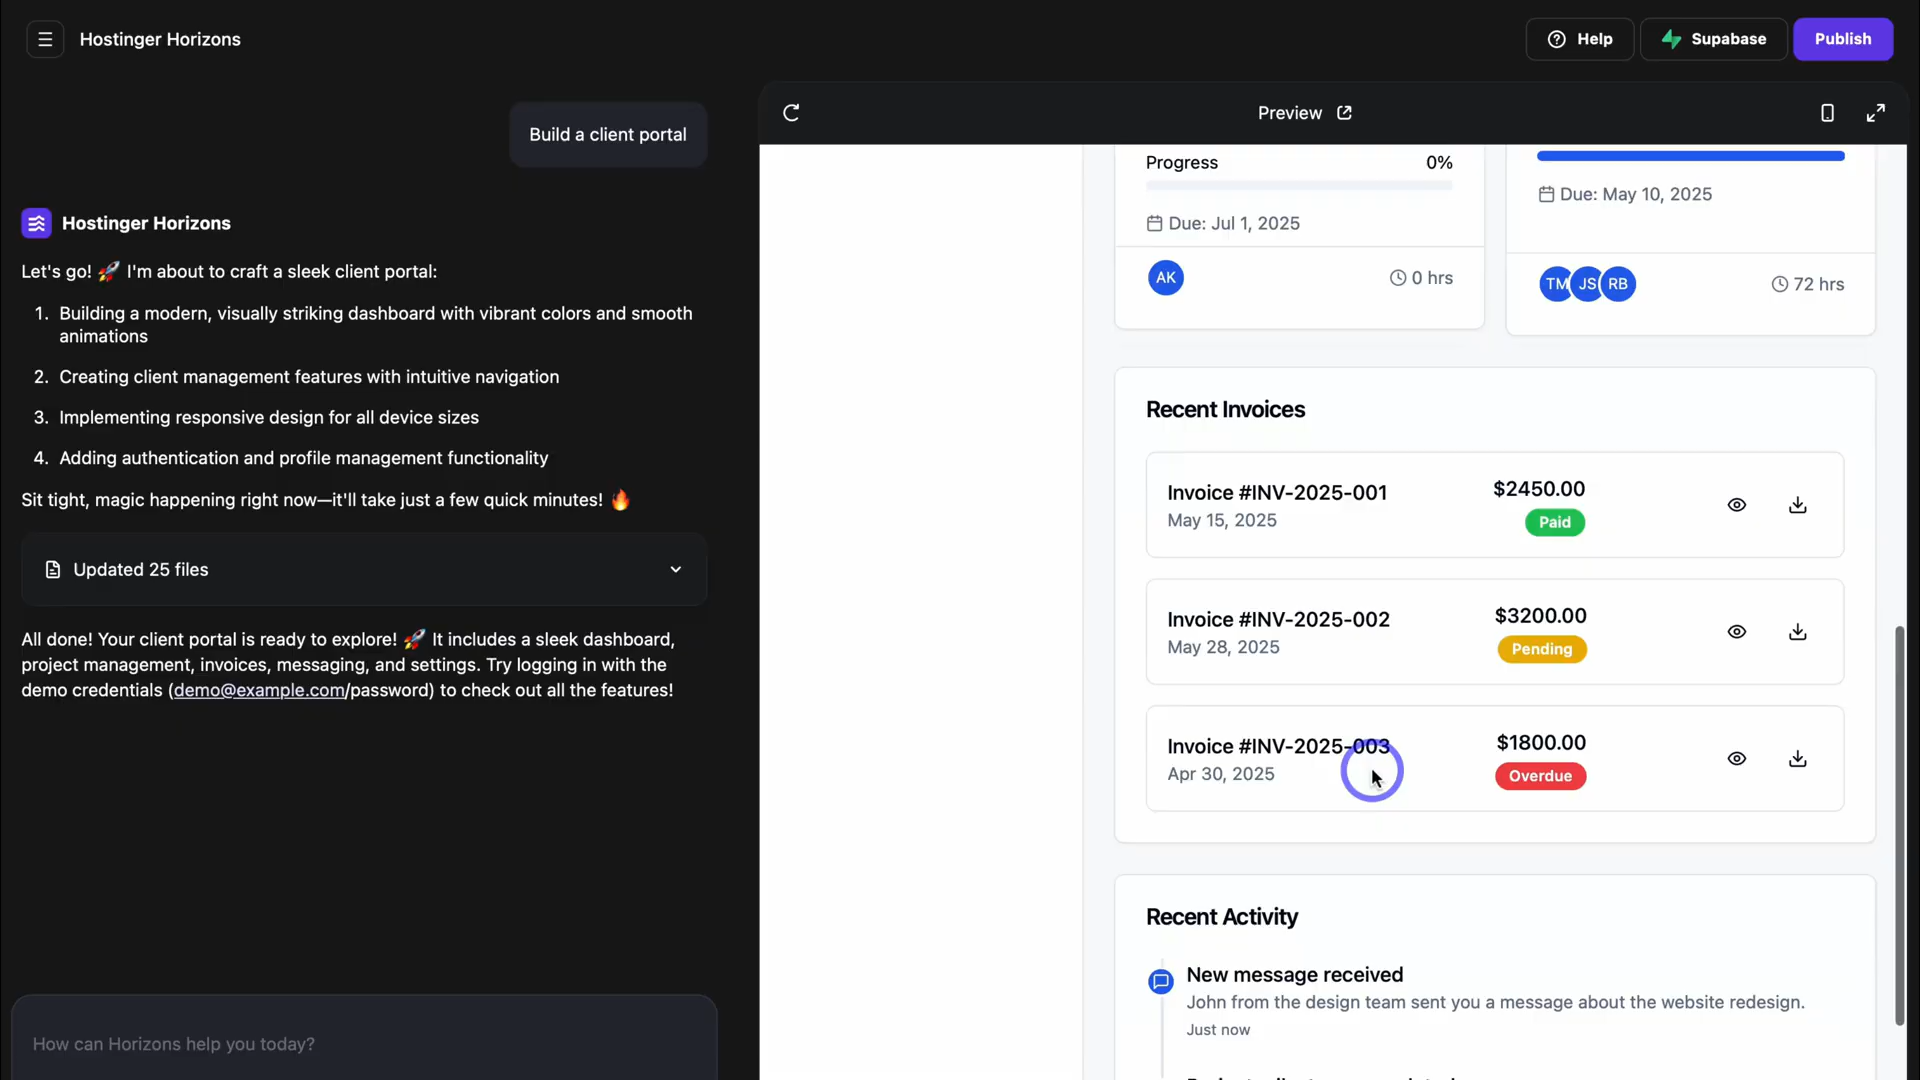 Hostinger Horizons
Help
Supabase
Publish
Build a client portal
Hostinger Horizons
Let's go! 🚀 I'm about to craft a sleek client portal:
1. Building a modern, visually striking dashboard with vibrant colors and smooth
animations
2. Creating client management features with intuitive navigation
3. Implementing responsive design for all device sizes
4. Adding authentication and profile management functionality
Sit tight, magic happening right now—it'll take just a few quick minutes! 🔥
Updated 25 files
All done! Your client portal is ready to explore! 🚀 It includes a sleek dashboard,
project management, invoices, messaging, and settings. Try logging in with the
demo credentials (demo@example.com/password) to check out all the features!
How can Horizons help you today?
Preview
Progress 0%
Due: Jul 1, 2025
AK
0 hrs
Due: May 10, 2025
TM JS RB
72 hrs
Recent Invoices
Invoice #INV-2025-001
May 15, 2025
$2450.00
Paid
Invoice #INV-2025-002
May 28, 2025
$3200.00
Pending
Invoice #INV-2025-003
Apr 30, 2025
$1800.00
Overdue
Recent Activity
New message received
John from the design team sent you a message about the website redesign.
Just now